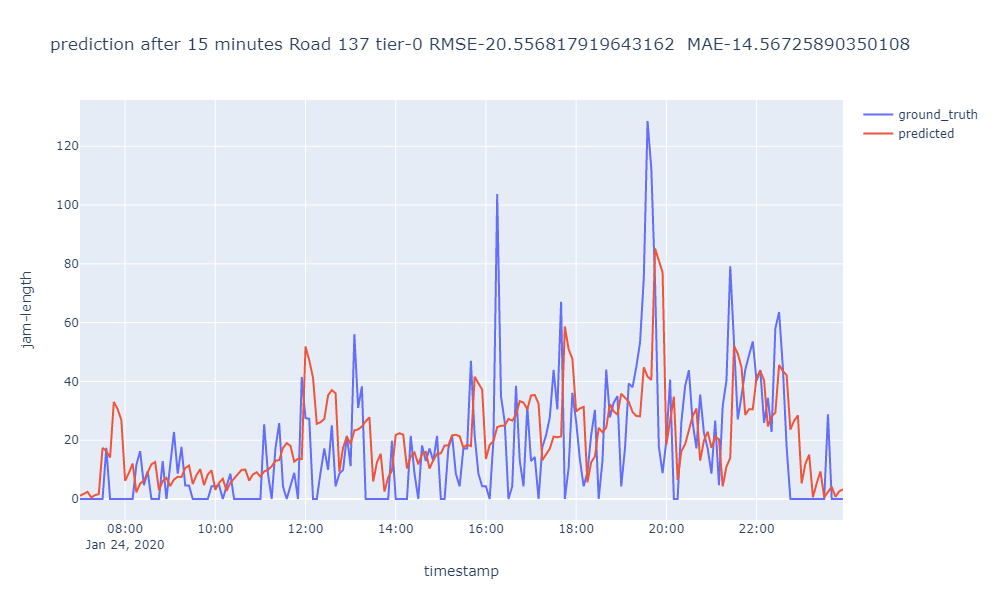 prediction after 15 minutes Road 137 tier-0 RMSE-20.556817919643162  MAE-14.56725890350108
ground_truth
predicted
jam-length
120
100
80
60
40
20
0
08:00 10:00 12:00 14:00 16:00 18:00 20:00 22:00
Jan 24, 2020
timestamp